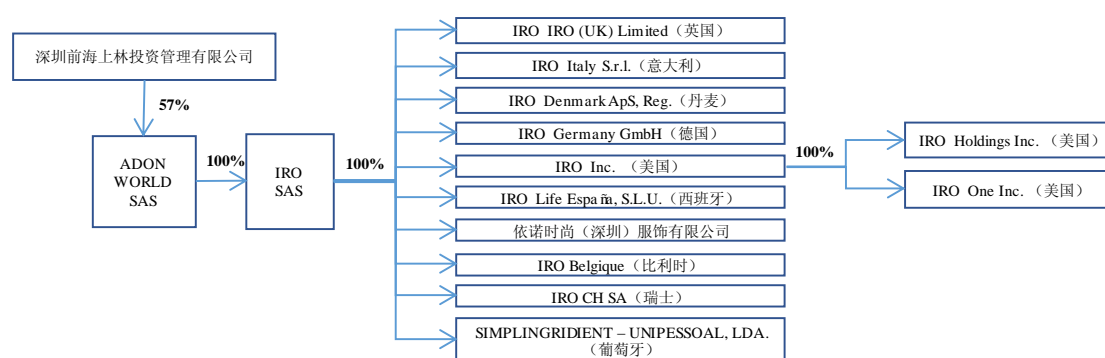 深圳前海上林投资管理有限公司
57%
ADON
WORLD
SAS
100%
IRO
SAS
100%
IRO IRO (UK) Limited（英国）
IRO Italy S.r.l.（意大利）
IRO Denmark ApS, Reg.（丹麦）
IRO Germany GmbH（德国）
IRO Inc. （美国）
IRO Life España, S.L.U.（西班牙）
依诺时尚（深圳）服饰有限公司
IRO Belgique（比利时）
IRO CH SA（瑞士）
SIMPLINGRIDIENT – UNIPESSOAL, LDA.
（葡萄牙）
100%
IRO Holdings Inc. （美国）
IRO One Inc. （美国）